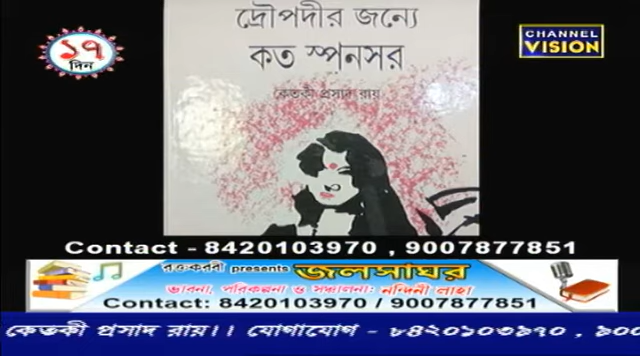 দ্রৌপদীর জন্যে
কত স্পনসর
কেতকী প্রসাদ রায়
১৭
দিন
CHANNEL
VISION
Contact - 8420103970 , 9007877851
রক্তকরবী presents জলসাঘর
ভাবনা, পরিকল্পনা ও সঞ্চালনা: নন্দিনী লাহা
Contact: 8420103970 / 9007877851
কেতকী প্রসাদ রায়।। যোগাযোগ - ৮৪২০১০৩৯৭০ , ৯০০